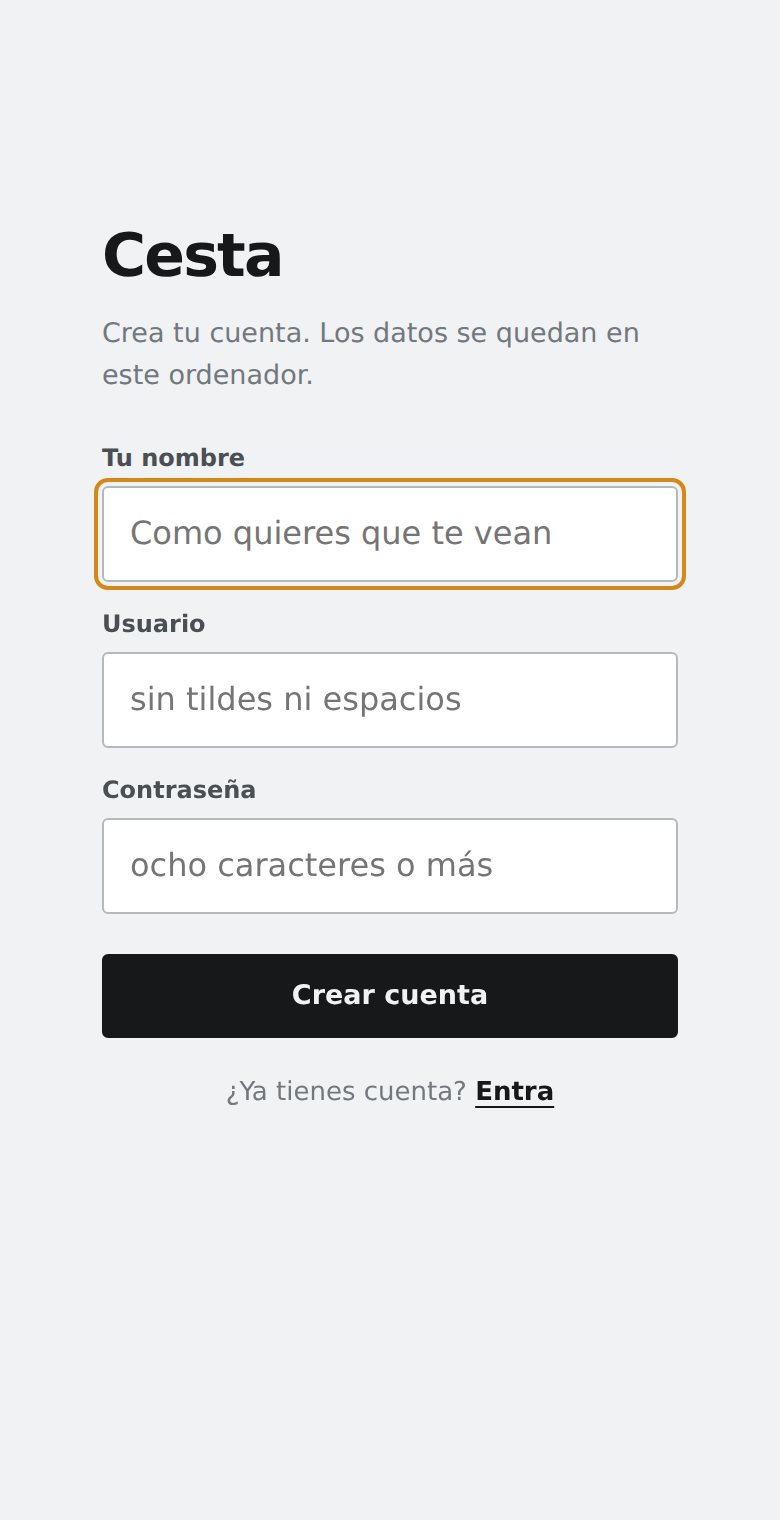 Cesta
Crea tu cuenta. Los datos se quedan en
este ordenador.
Tu nombre
Como quieres que te vean
Usuario
sin tildes ni espacios
Contraseña
ocho caracteres o más
Crear cuenta
¿Ya tienes cuenta? Entra